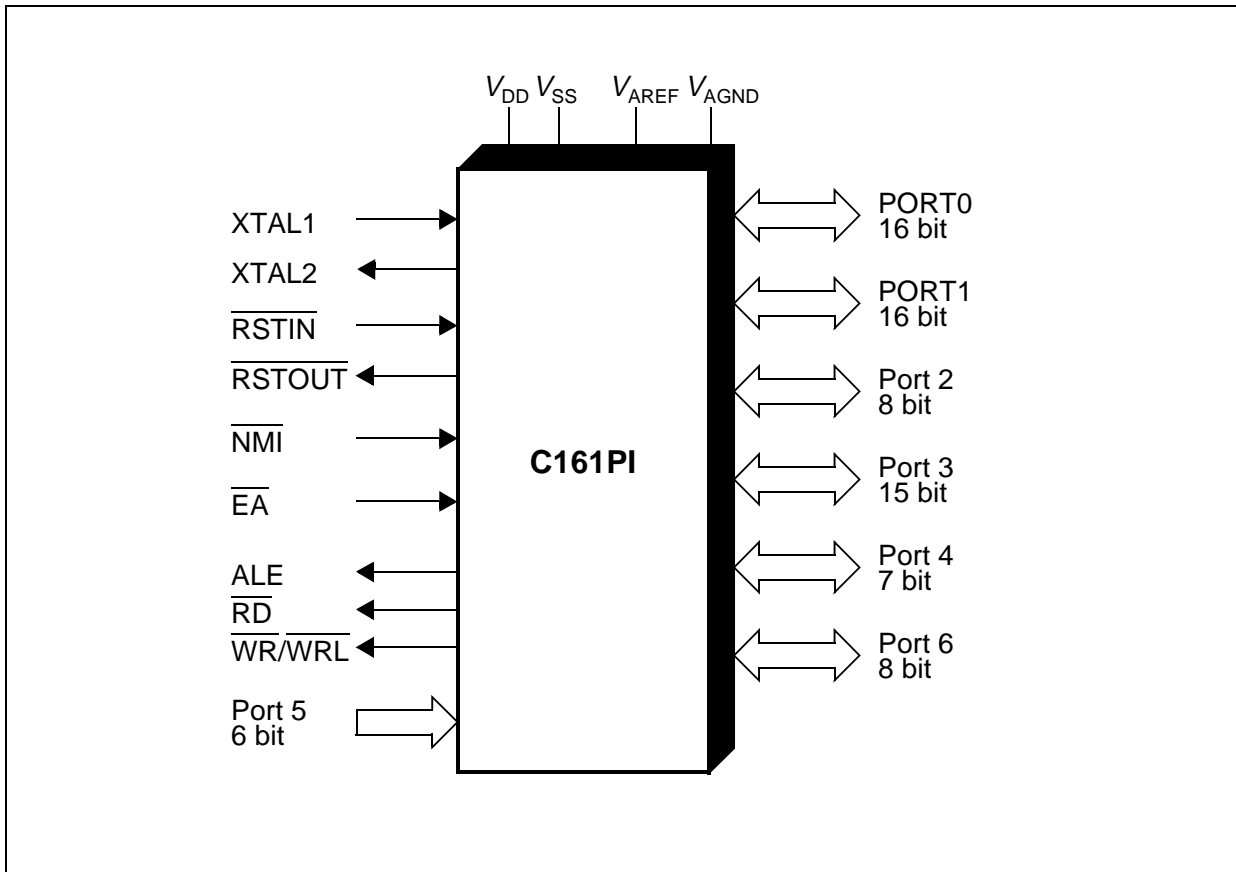 VDD VSS VAREF VAGND
XTAL1
XTAL2
RSTIN
RSTOUT
NMI
EA
ALE
RD
WR/WRL
Port 5
6 bit
C161PI
PORT0
16 bit
PORT1
16 bit
Port 2
8 bit
Port 3
15 bit
Port 4
7 bit
Port 6
8 bit